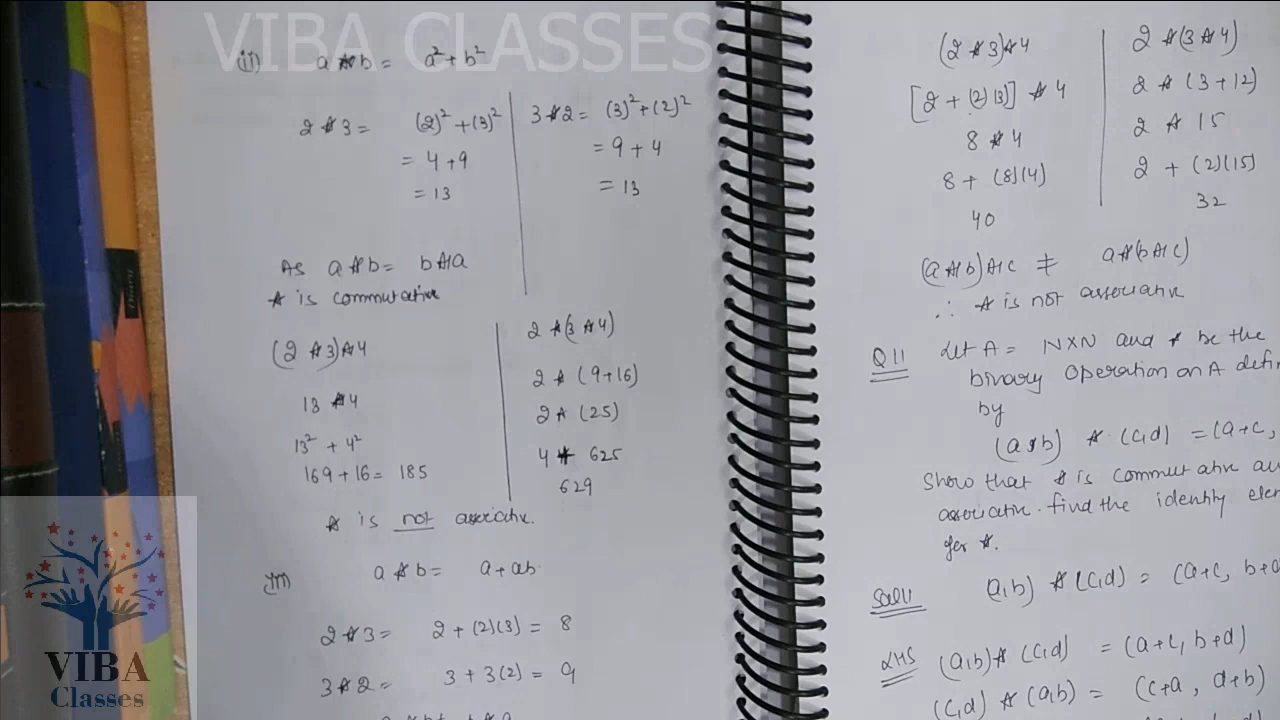 VIBA CLASSES
(ii) a * b = a² + b²
2 * 3 = (2)² + (3)²
= 4 + 9
= 13
3 * 2 = (3)² + (2)²
= 9 + 4
= 13
As a * b = b * a
* is commutative
(2 * 3) * 4
13 * 4
13² + 4²
169 + 16 = 185
2 * (3 * 4)
2 * (9+16)
2 * (25)
4 + 625
629
* is not associative.
a * b = a + ab
2 * 3 = 2 + (2)(3) = 8
3 * 2 = 3 + 3(2) = 9
(2 * 3) * 4
[2 + (2)(3)] * 4
8 * 4
8 + (8)(4)
40
2 * (3 * 4)
2 * (3 + 12)
2 * 15
2 + (2)(15)
32
(a * b) * c ≠ a * (b * c)
∴ * is not associative
Q11 Let A = N×N and * be the
binary operation on A defi
by
(a, b) * (c, d) = (a+c,
Show that * is commutative
associative. find the identity
for *.
Sol11 a, b) * (c, d) = (a+c, b+d
LHS (a, b) * (c, d) = (a+c, b+d)
(c, d) * (a, b) = (c+a, d+b)
VIBA
Classes